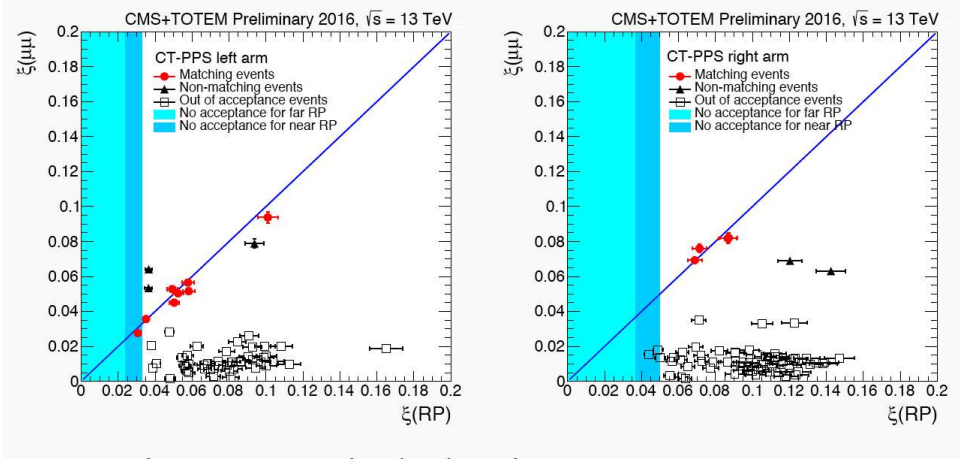 CMS+TOTEM Preliminary 2016, √s = 13 TeV
ξ(μμ)
0.2
0.18
0.16
0.14
0.12
0.1
0.08
0.06
0.04
0.02
0
CT-PPS left arm
Matching events
Non-matching events
Out of acceptance events
No acceptance for far RP
No acceptance for near RP
0 0.02 0.04 0.06 0.08 0.1 0.12 0.14 0.16 0.18 0.2
ξ(RP)
CMS+TOTEM Preliminary 2016, √s = 13 TeV
ξ(μμ)
0.2
0.18
0.16
0.14
0.12
0.1
0.08
0.06
0.04
0.02
0
CT-PPS right arm
Matching events
Non-matching events
Out of acceptance events
No acceptance for far RP
No acceptance for near RP
0 0.02 0.04 0.06 0.08 0.1 0.12 0.14 0.16 0.18 0.2
ξ(RP)